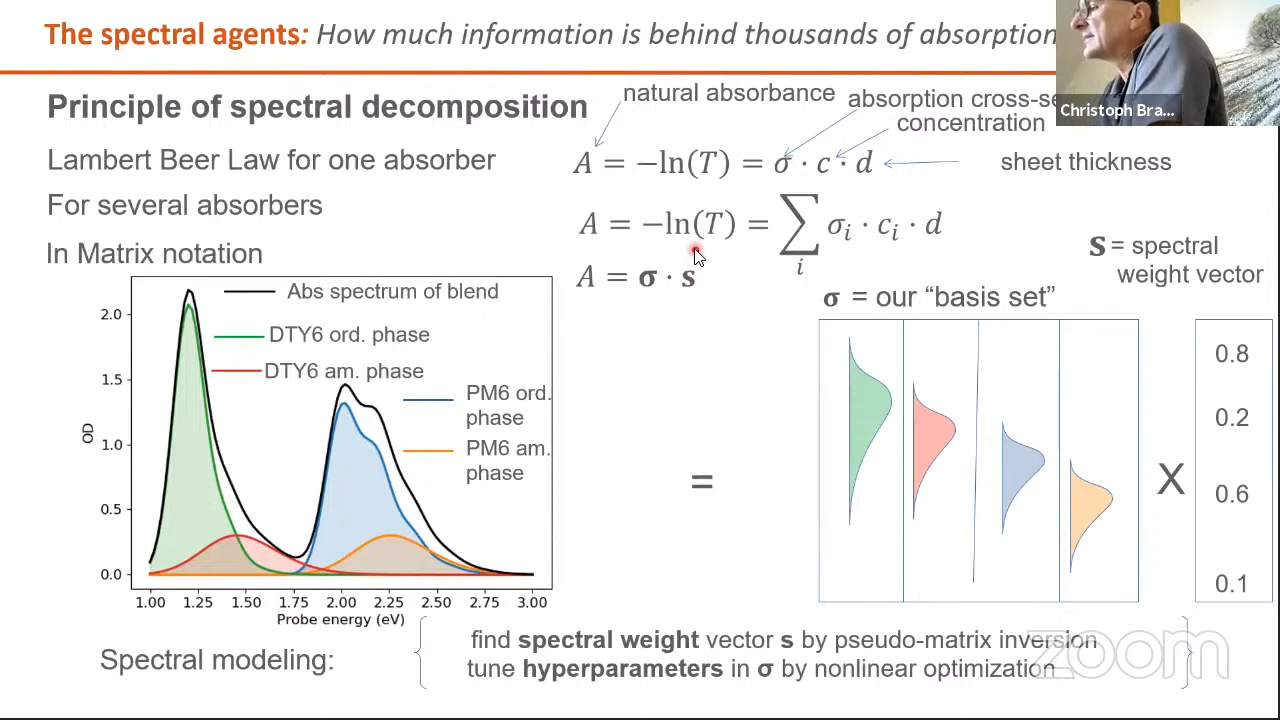 The spectral agents: How much information is behind thousands of absorption
Principle of spectral decomposition
natural absorbance
absorption cross-se
concentration
Christoph Bra...
Lambert Beer Law for one absorber
A = −ln(T) = σ · c · d
sheet thickness
For several absorbers
A = −ln(T) = ∑ σᵢ · cᵢ · d
i
In Matrix notation
A = σ · s
S = spectral
weight vector
σ = our “basis set”
Abs spectrum of blend
DTY6 ord. phase
DTY6 am. phase
PM6 ord.
phase
PM6 am.
phase
OD
2.0
1.5
1.0
0.5
0.0
1.00 1.25 1.50 1.75 2.00 2.25 2.50 2.75 3.00
Probe energy (eV)
=
X
0.8
0.2
0.6
0.1
Spectral modeling:
find spectral weight vector s by pseudo-matrix inversion
tune hyperparameters in σ by nonlinear optimization
zoom